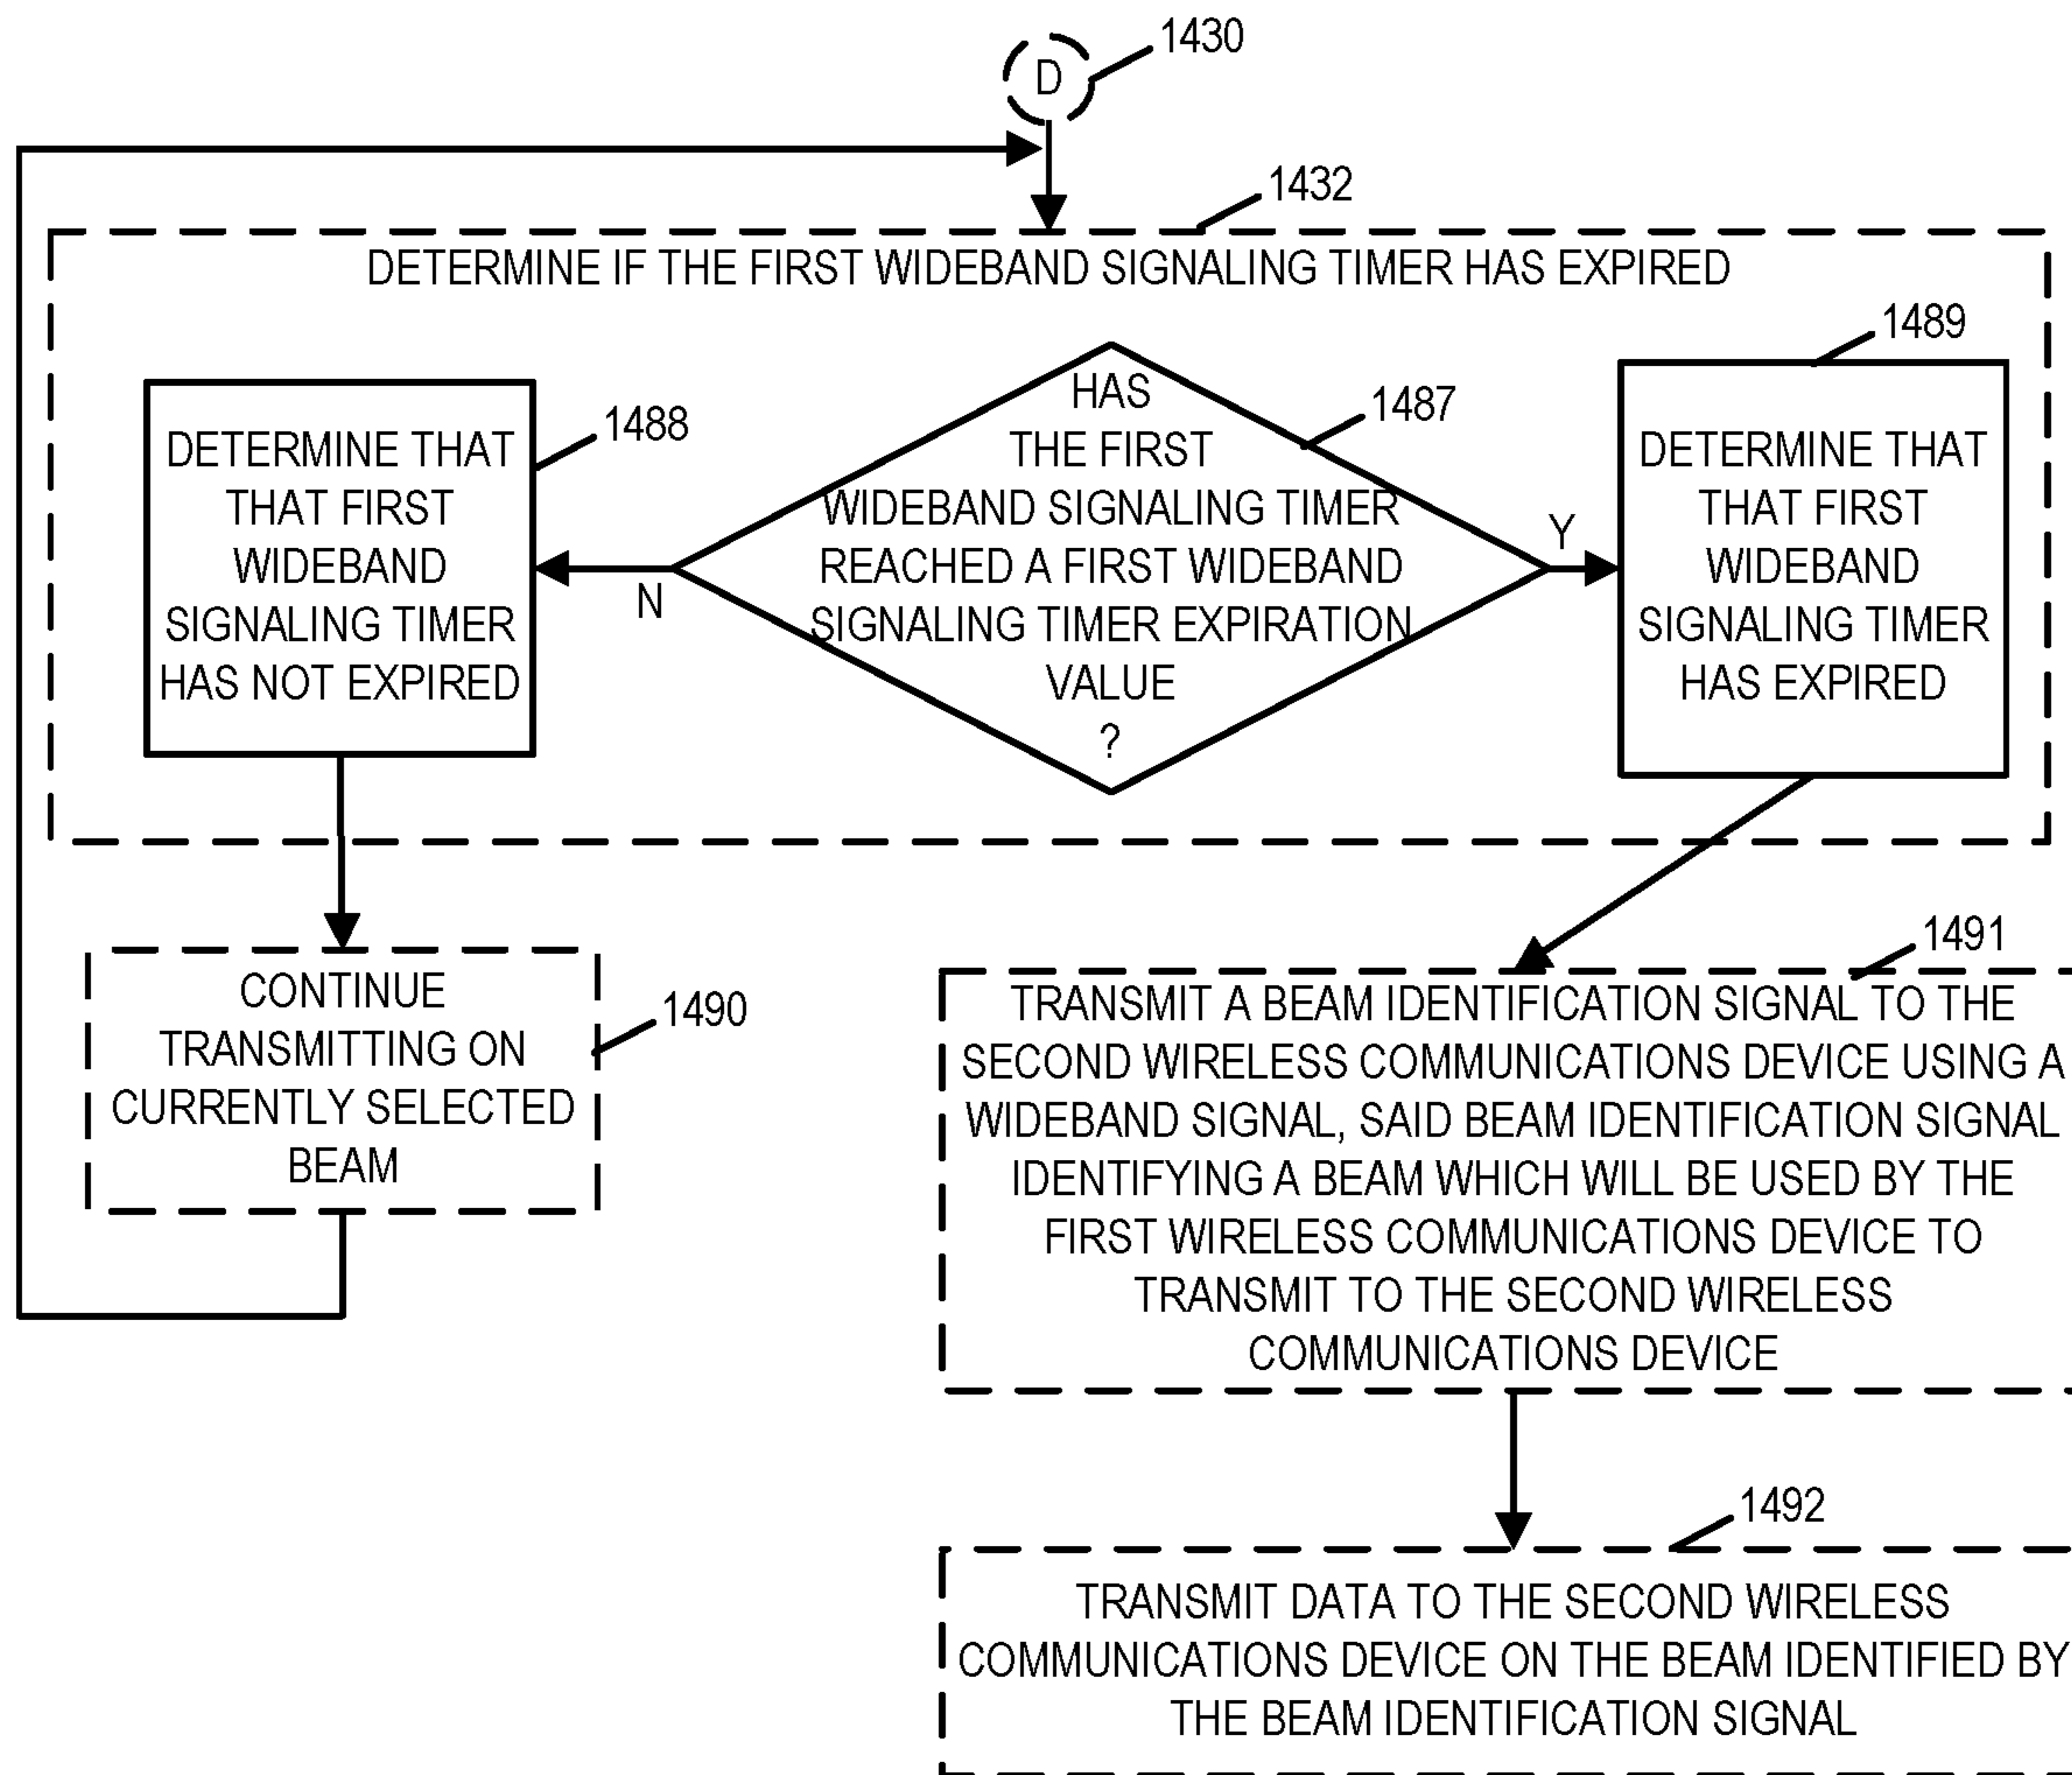 1430
D
1432
DETERMINE IF THE FIRST WIDEBAND SIGNALING TIMER HAS EXPIRED
1488
DETERMINE THAT
THAT FIRST
WIDEBAND
SIGNALING TIMER
HAS NOT EXPIRED
N
1487
HAS
THE FIRST
WIDEBAND SIGNALING TIMER
REACHED A FIRST WIDEBAND
SIGNALING TIMER EXPIRATION
VALUE
?
Y
1489
DETERMINE THAT
THAT FIRST
WIDEBAND
SIGNALING TIMER
HAS EXPIRED
1490
CONTINUE
TRANSMITTING ON
CURRENTLY SELECTED
BEAM
1491
TRANSMIT A BEAM IDENTIFICATION SIGNAL TO THE
SECOND WIRELESS COMMUNICATIONS DEVICE USING A
WIDEBAND SIGNAL, SAID BEAM IDENTIFICATION SIGNAL
IDENTIFYING A BEAM WHICH WILL BE USED BY THE
FIRST WIRELESS COMMUNICATIONS DEVICE TO
TRANSMIT TO THE SECOND WIRELESS
COMMUNICATIONS DEVICE
1492
TRANSMIT DATA TO THE SECOND WIRELESS
COMMUNICATIONS DEVICE ON THE BEAM IDENTIFIED BY
THE BEAM IDENTIFICATION SIGNAL